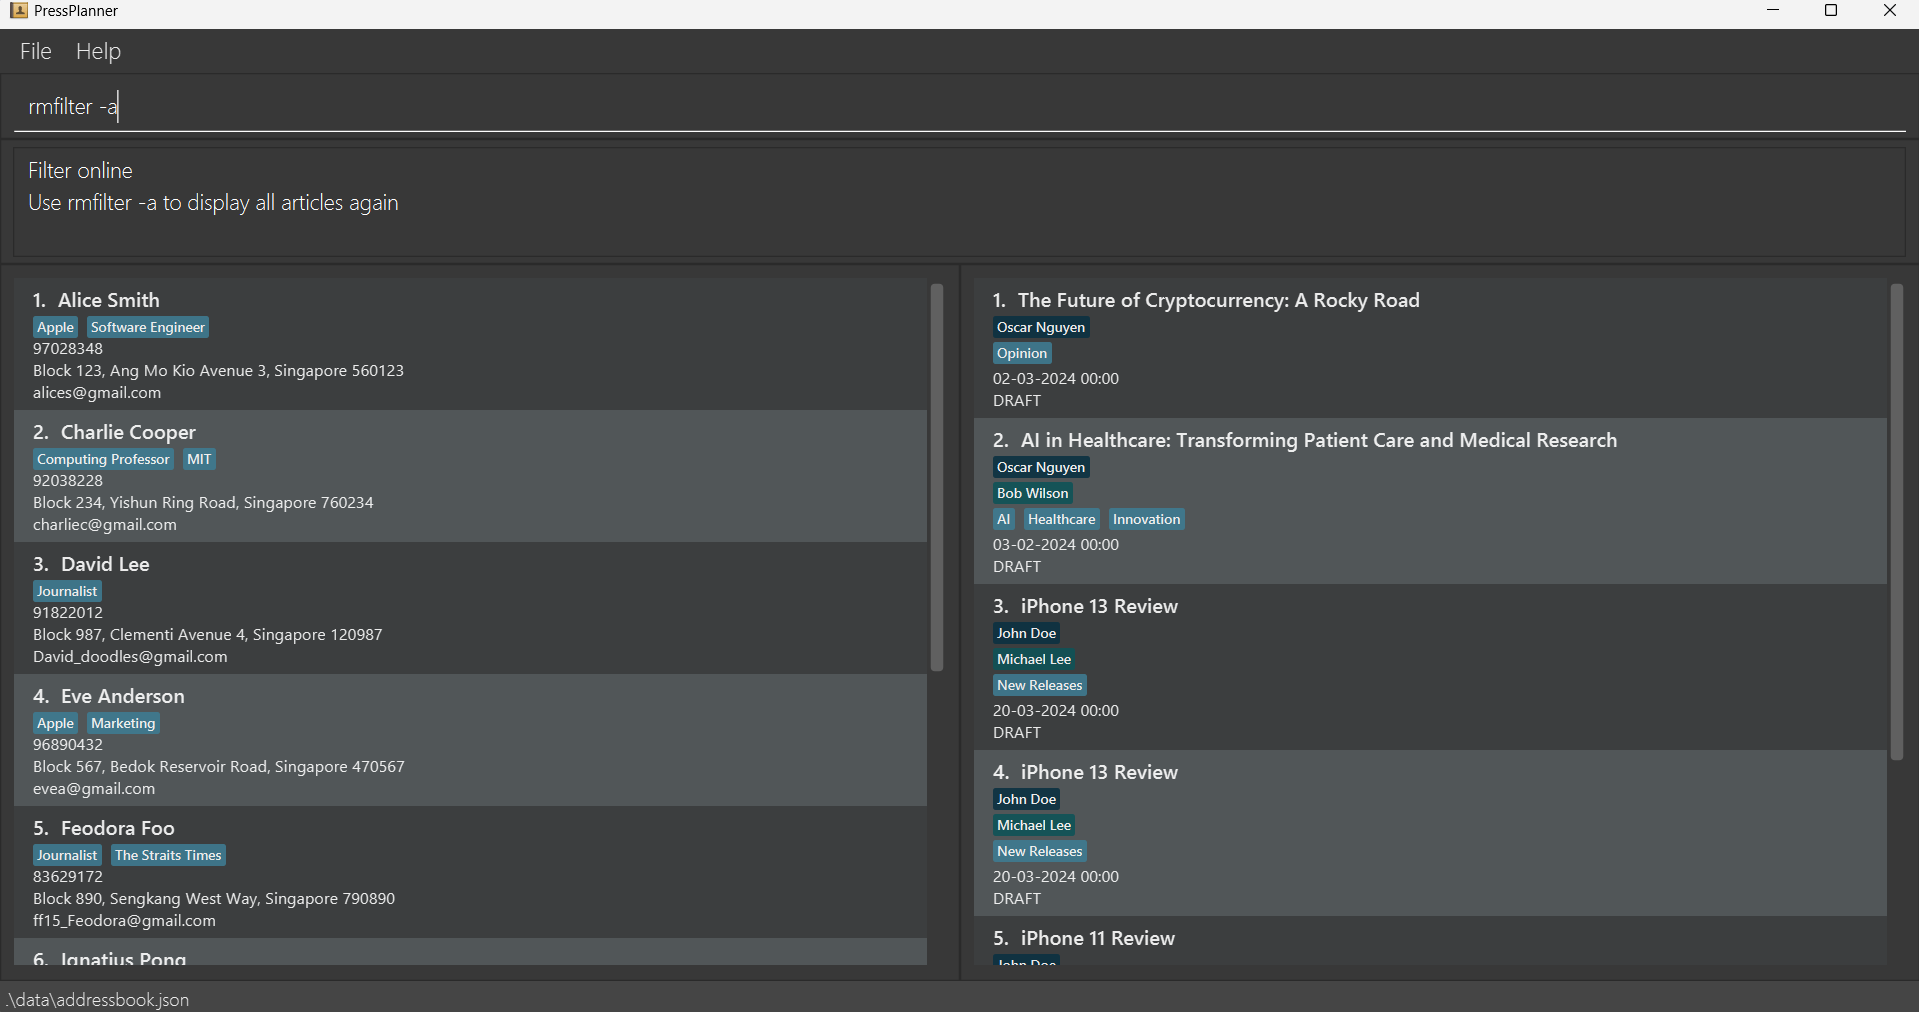 PressPlanner
File Help
rmfilter -a
Filter online
Use rmfilter -a to display all articles again
1. Alice Smith
Apple Software Engineer
97028348
Block 123, Ang Mo Kio Avenue 3, Singapore 560123
alices@gmail.com
2. Charlie Cooper
Computing Professor MIT
92038228
Block 234, Yishun Ring Road, Singapore 760234
charliec@gmail.com
3. David Lee
Journalist
91822012
Block 987, Clementi Avenue 4, Singapore 120987
David_doodles@gmail.com
4. Eve Anderson
Apple Marketing
96890432
Block 567, Bedok Reservoir Road, Singapore 470567
evea@gmail.com
5. Feodora Foo
Journalist The Straits Times
83629172
Block 890, Sengkang West Way, Singapore 790890
ff15_Feodora@gmail.com
6. Ignatius Pong
1. The Future of Cryptocurrency: A Rocky Road
Oscar Nguyen
Opinion
02-03-2024 00:00
DRAFT
2. AI in Healthcare: Transforming Patient Care and Medical Research
Oscar Nguyen
Bob Wilson
AI Healthcare Innovation
03-02-2024 00:00
DRAFT
3. iPhone 13 Review
John Doe
Michael Lee
New Releases
20-03-2024 00:00
DRAFT
4. iPhone 13 Review
John Doe
Michael Lee
New Releases
20-03-2024 00:00
DRAFT
5. iPhone 11 Review
John Doe
.\data\addressbook.json